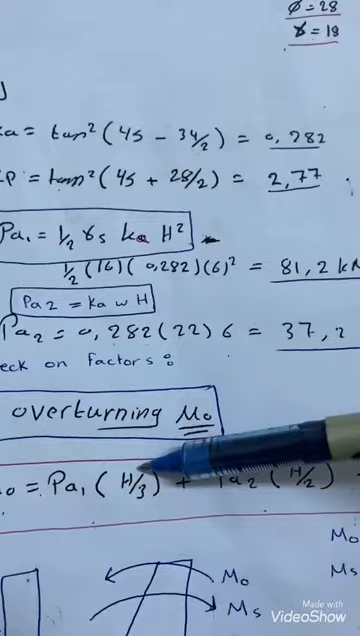 φ = 28
γ = 18
ka = tan² (45 - 34/2) = 0,282
KP = tan² (45 + 28/2) = 2,77
Pa₁ = 1/2 γs ka H²
1/2 (16) (0,282)(6)² = 81,2 kN
Pa2 = ka w H
Pa₂ = 0,282 (22) 6 = 37,2
eck on factors :
overturning Mo
Mo = Pa₁ ( H/3 ) + Pa₂ ( H/2 ) =
Mo
Mo
Ms
Ms
Made with
VideoShow